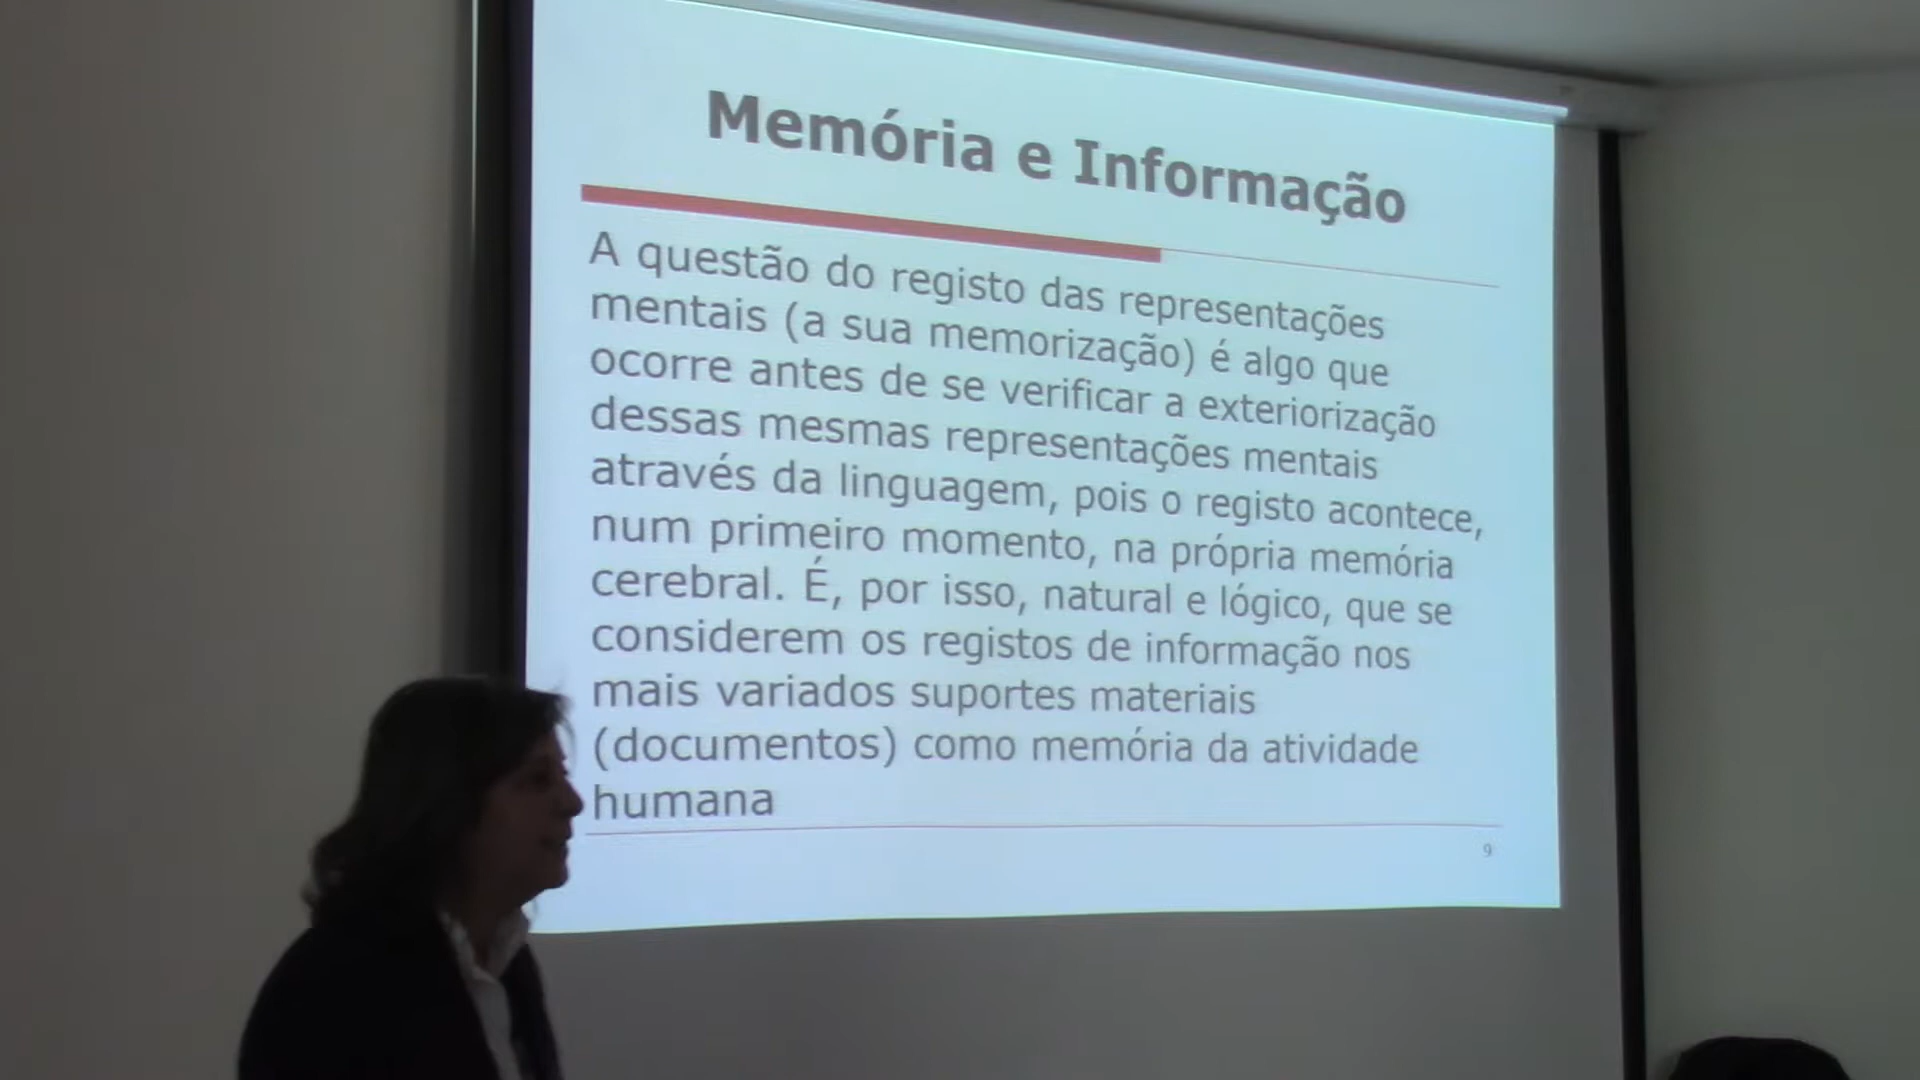 Memória e Informação
A questão do registo das representações
mentais (a sua memorização) é algo que
ocorre antes de se verificar a exteriorização
dessas mesmas representações mentais
através da linguagem, pois o registo acontece,
num primeiro momento, na própria memória
cerebral. É, por isso, natural e lógico, que se
considerem os registos de informação nos
mais variados suportes materiais
(documentos) como memória da atividade
humana
9